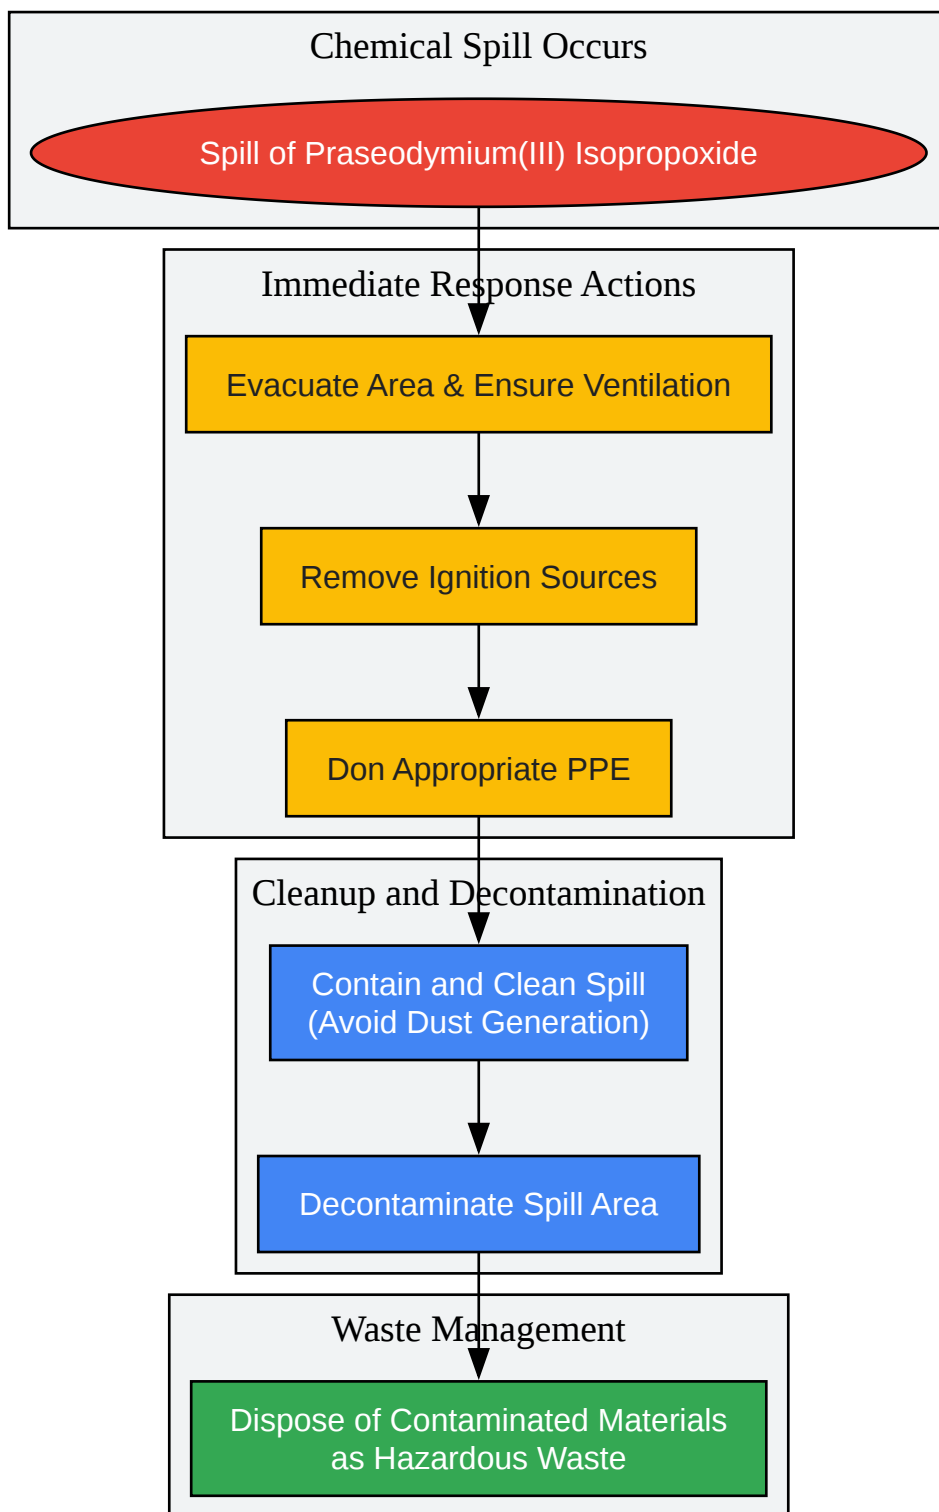 Chemical Spill Occurs
Spill of Praseodymium(III) Isopropoxide
Immediate Response Actions
Evacuate Area & Ensure Ventilation
Remove Ignition Sources
Don Appropriate PPE
Cleanup and Decontamination
Contain and Clean Spill
(Avoid Dust Generation)
Decontaminate Spill Area
Waste Management
Dispose of Contaminated Materials
as Hazardous Waste